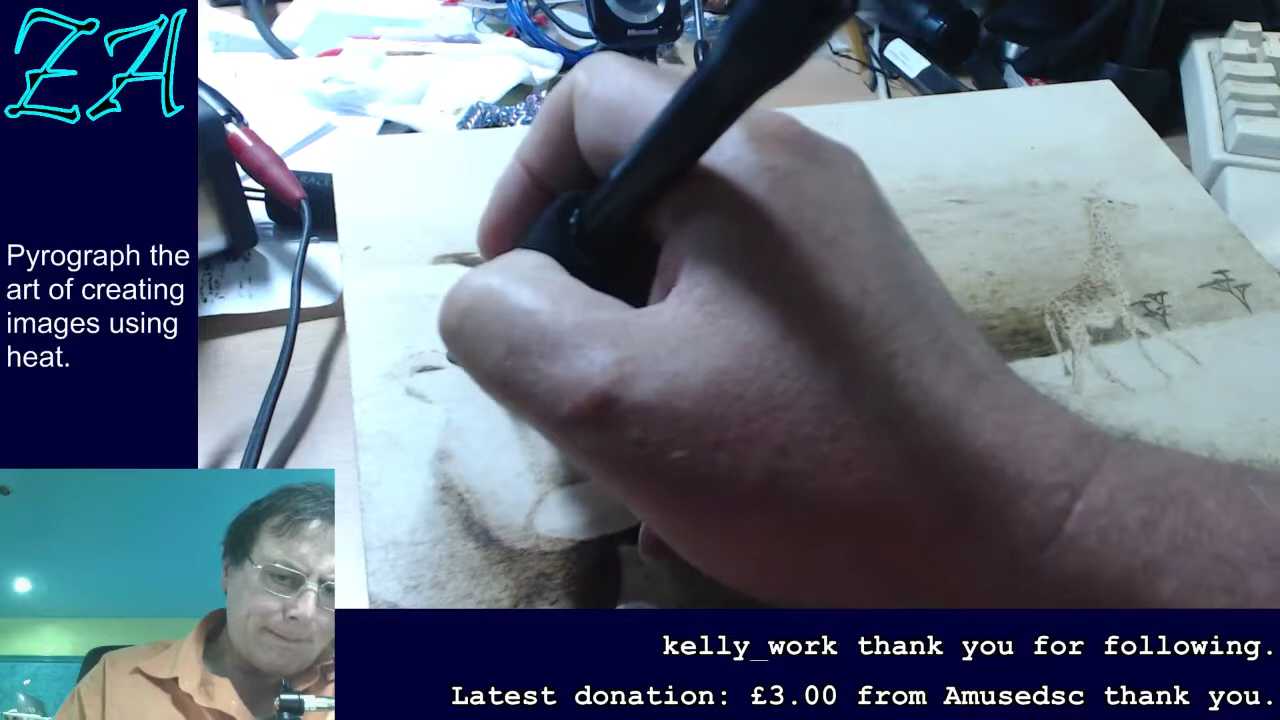 ZA
Pyrograph the
art of creating
images using
heat.
kelly_work thank you for following.
Latest donation: £3.00 from Amusedsc thank you.